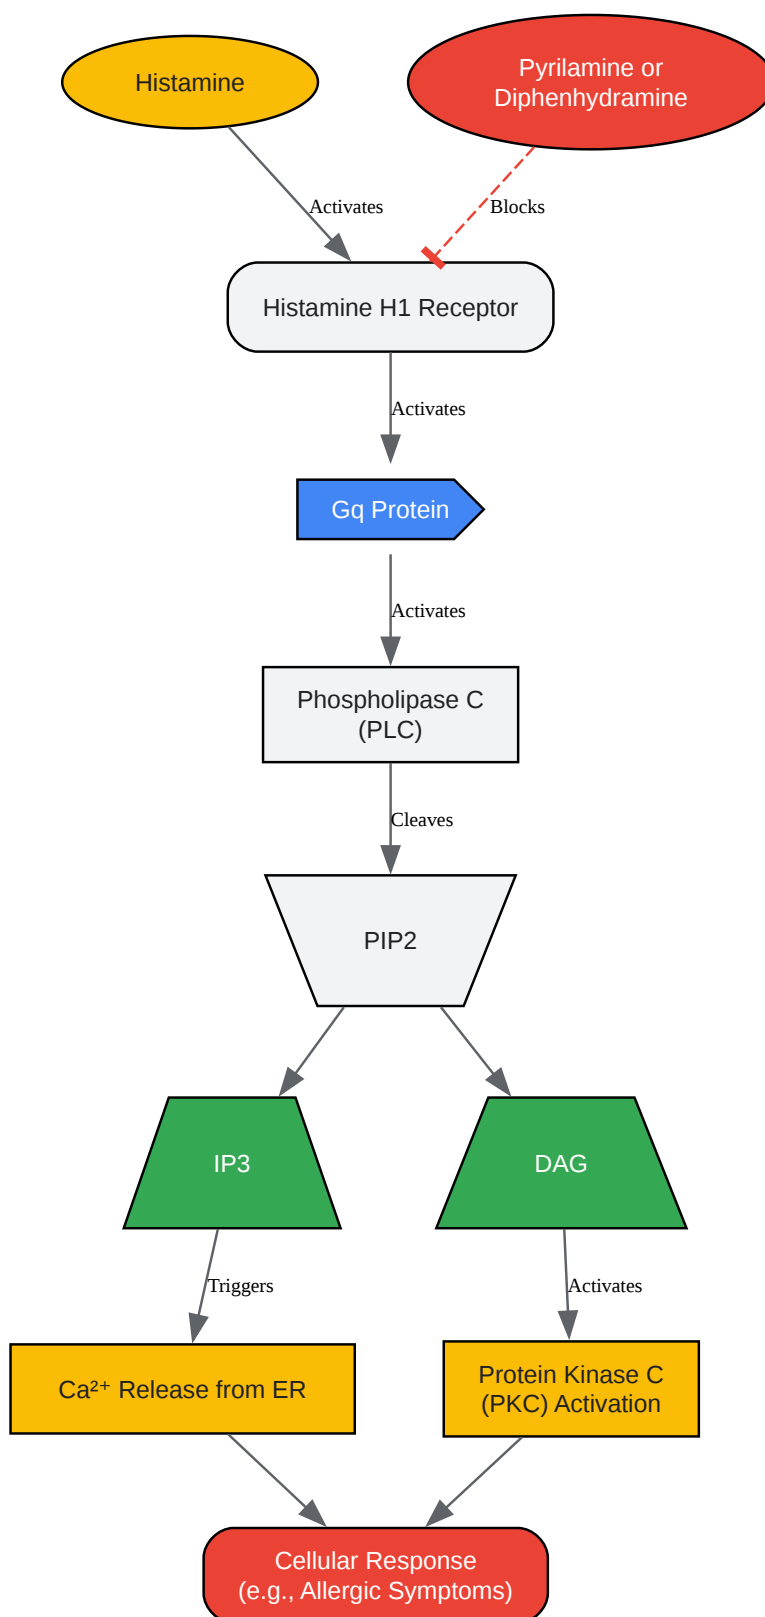 Histamine
Pyrilamine or
Diphenhydramine
Activates
Blocks
Histamine H1 Receptor
Activates
Gq Protein
Activates
Phospholipase C
(PLC)
Cleaves
PIP2
IP3
DAG
Triggers
Activates
Ca²⁺ Release from ER
Protein Kinase C
(PKC) Activation
Cellular Response
(e.g., Allergic Symptoms)